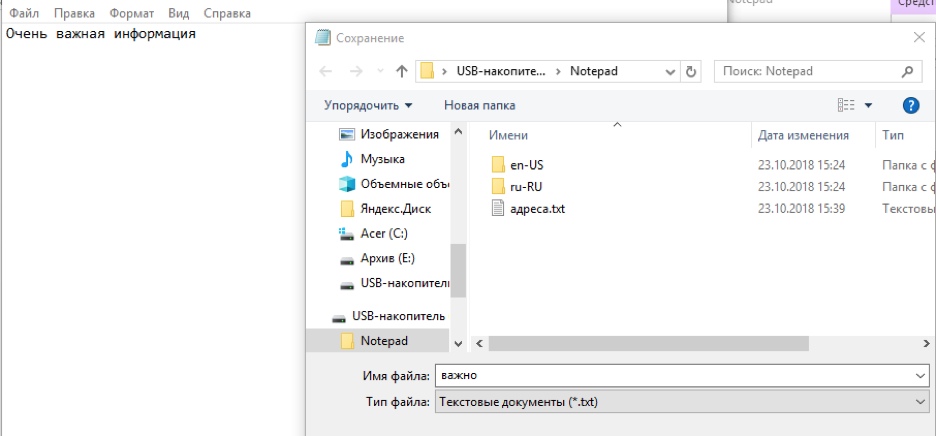 Файл Правка Формат Вид Справка
Notepad
Средст
Очень важная информация
Сохранение
USB-накопите... Notepad
Поиск: Notepad
Упорядочить Новая папка
Изображения
Музыка
Объемные объе
Яндекс.Диск
Acer (C:)
Архив (E:)
USB-накопитель
USB-накопитель
Notepad
Имени Дата изменения Тип
en-US 23.10.2018 15:24 Папка с ф
ru-RU 23.10.2018 15:24 Папка с ф
адреса.txt 23.10.2018 15:39 Текстовы
Имя файла: важно
Тип файла: Текстовые документы (*.txt)